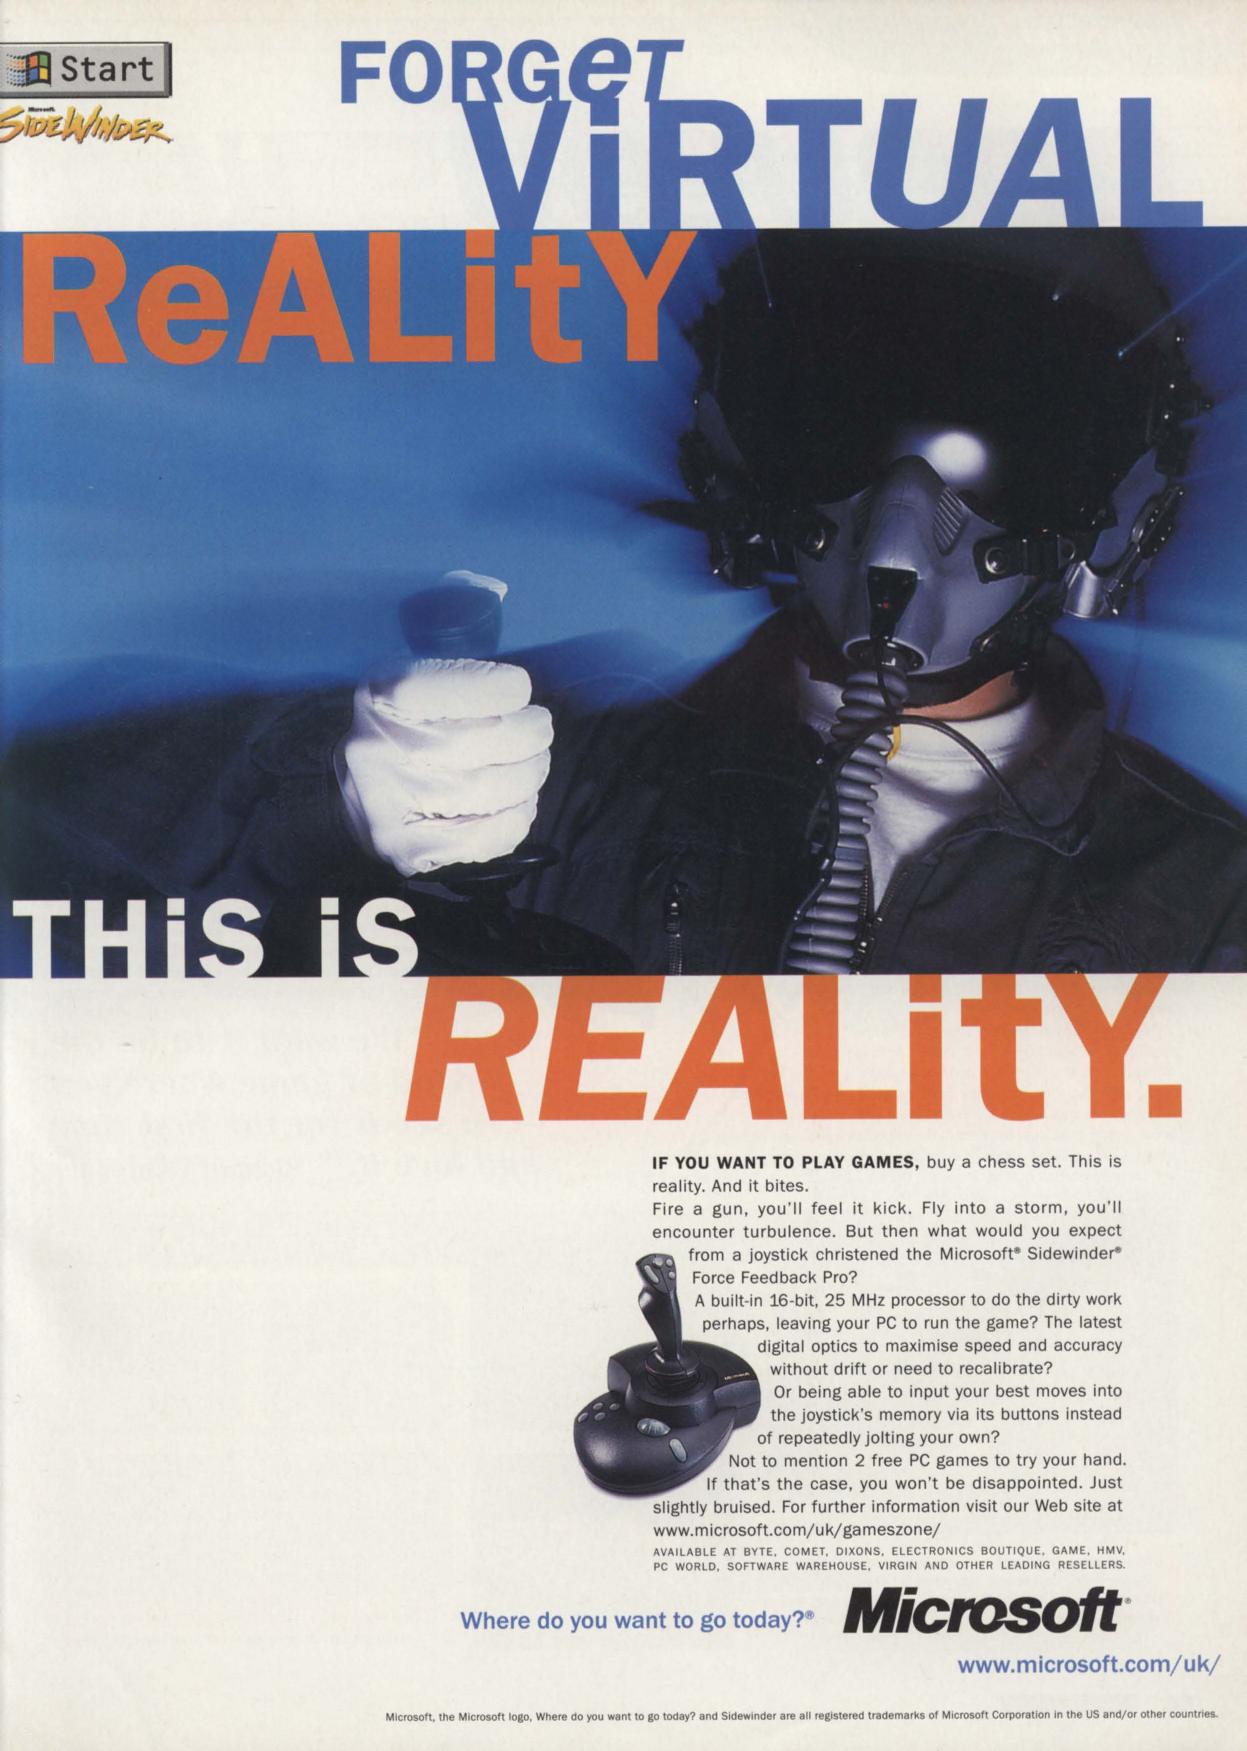 Start
Microsoft
SIDEWINDER
FORGeT
ViRTUAL
ReALitY
THiS iS
REALitY.
IF YOU WANT TO PLAY GAMES, buy a chess set. This is
reality. And it bites.
Fire a gun, you'll feel it kick. Fly into a storm, you'll
encounter turbulence. But then what would you expect
from a joystick christened the Microsoft® Sidewinder®
Force Feedback Pro?
A built-in 16-bit, 25 MHz processor to do the dirty work
perhaps, leaving your PC to run the game? The latest
digital optics to maximise speed and accuracy
without drift or need to recalibrate?
Or being able to input your best moves into
the joystick's memory via its buttons instead
of repeatedly jolting your own?
Not to mention 2 free PC games to try your hand.
If that's the case, you won't be disappointed. Just
slightly bruised. For further information visit our Web site at
www.microsoft.com/uk/gameszone/
AVAILABLE AT BYTE, COMET, DIXONS, ELECTRONICS BOUTIQUE, GAME, HMV,
PC WORLD, SOFTWARE WAREHOUSE, VIRGIN AND OTHER LEADING RESELLERS.
Where do you want to go today?® Microsoft®
www.microsoft.com/uk/
Microsoft, the Microsoft logo, Where do you want to go today? and Sidewinder are all registered trademarks of Microsoft Corporation in the US and/or other countries.